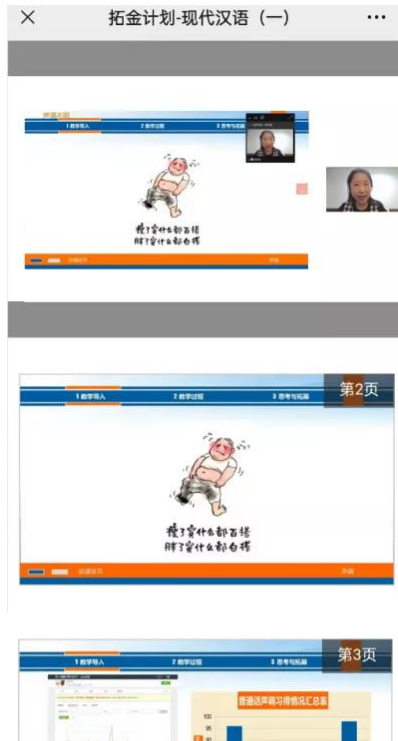 拓金计划-现代汉语（一）
1 教学导入
2 教学过程
3 思考与拓展
瘦了穿什么都百搭
胖了穿什么都白搭
第2页
1 教学导入
2 教学过程
3 思考与拓展
瘦了穿什么都百搭
胖了穿什么都白搭
第3页
1 教学导入
2 教学过程
3 思考与拓展
普通话声调习得情况汇总表
100
95
90